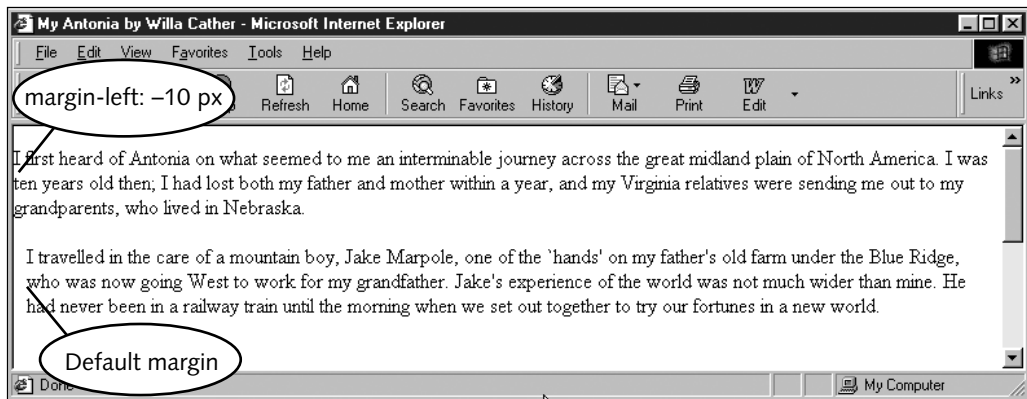 My Antonia by Willa Cather - Microsoft Internet Explorer
File Edit View Favorites Tools Help
margin-left: –10 px
Refresh Home Search Favorites History Mail Print Edit Links »
I first heard of Antonia on what seemed to me an interminable journey across the great midland plain of North America. I was
ten years old then; I had lost both my father and mother within a year, and my Virginia relatives were sending me out to my
grandparents, who lived in Nebraska.
I travelled in the care of a mountain boy, Jake Marpole, one of the `hands' on my father's old farm under the Blue Ridge,
who was now going West to work for my grandfather. Jake's experience of the world was not much wider than mine. He
had never been in a railway train until the morning when we set out together to try our fortunes in a new world.
Default margin
Done
My Computer